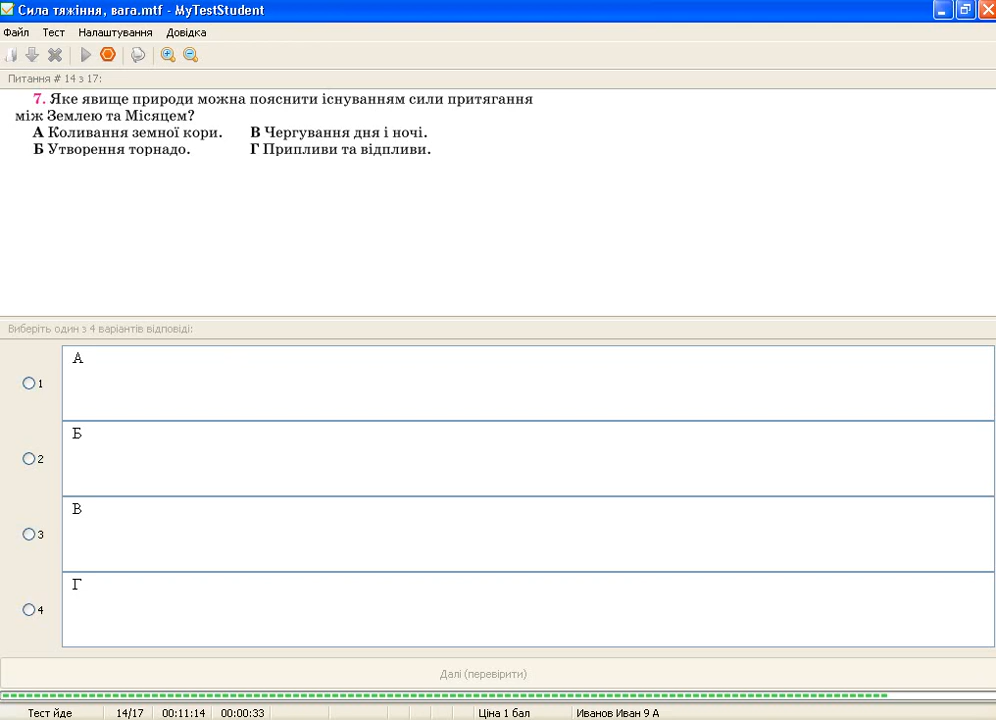 Сила тяжіння, вага.mtf - MyTestStudent
Файл Тест Налаштування Довідка
Питання # 14 з 17:
7. Яке явище природи можна пояснити існуванням сили притягання
між Землею та Місяцем?
А Коливання земної кори. В Чергування дня і ночі.
Б Утворення торнадо. Г Припливи та відпливи.
Виберіть один з 4 варіантів відповіді:
1 А
2 Б
3 В
4 Г
Далі (перевірити)
Тест йде 14/17 00:11:14 00:00:33 Ціна 1 бал Иванов Иван 9 А